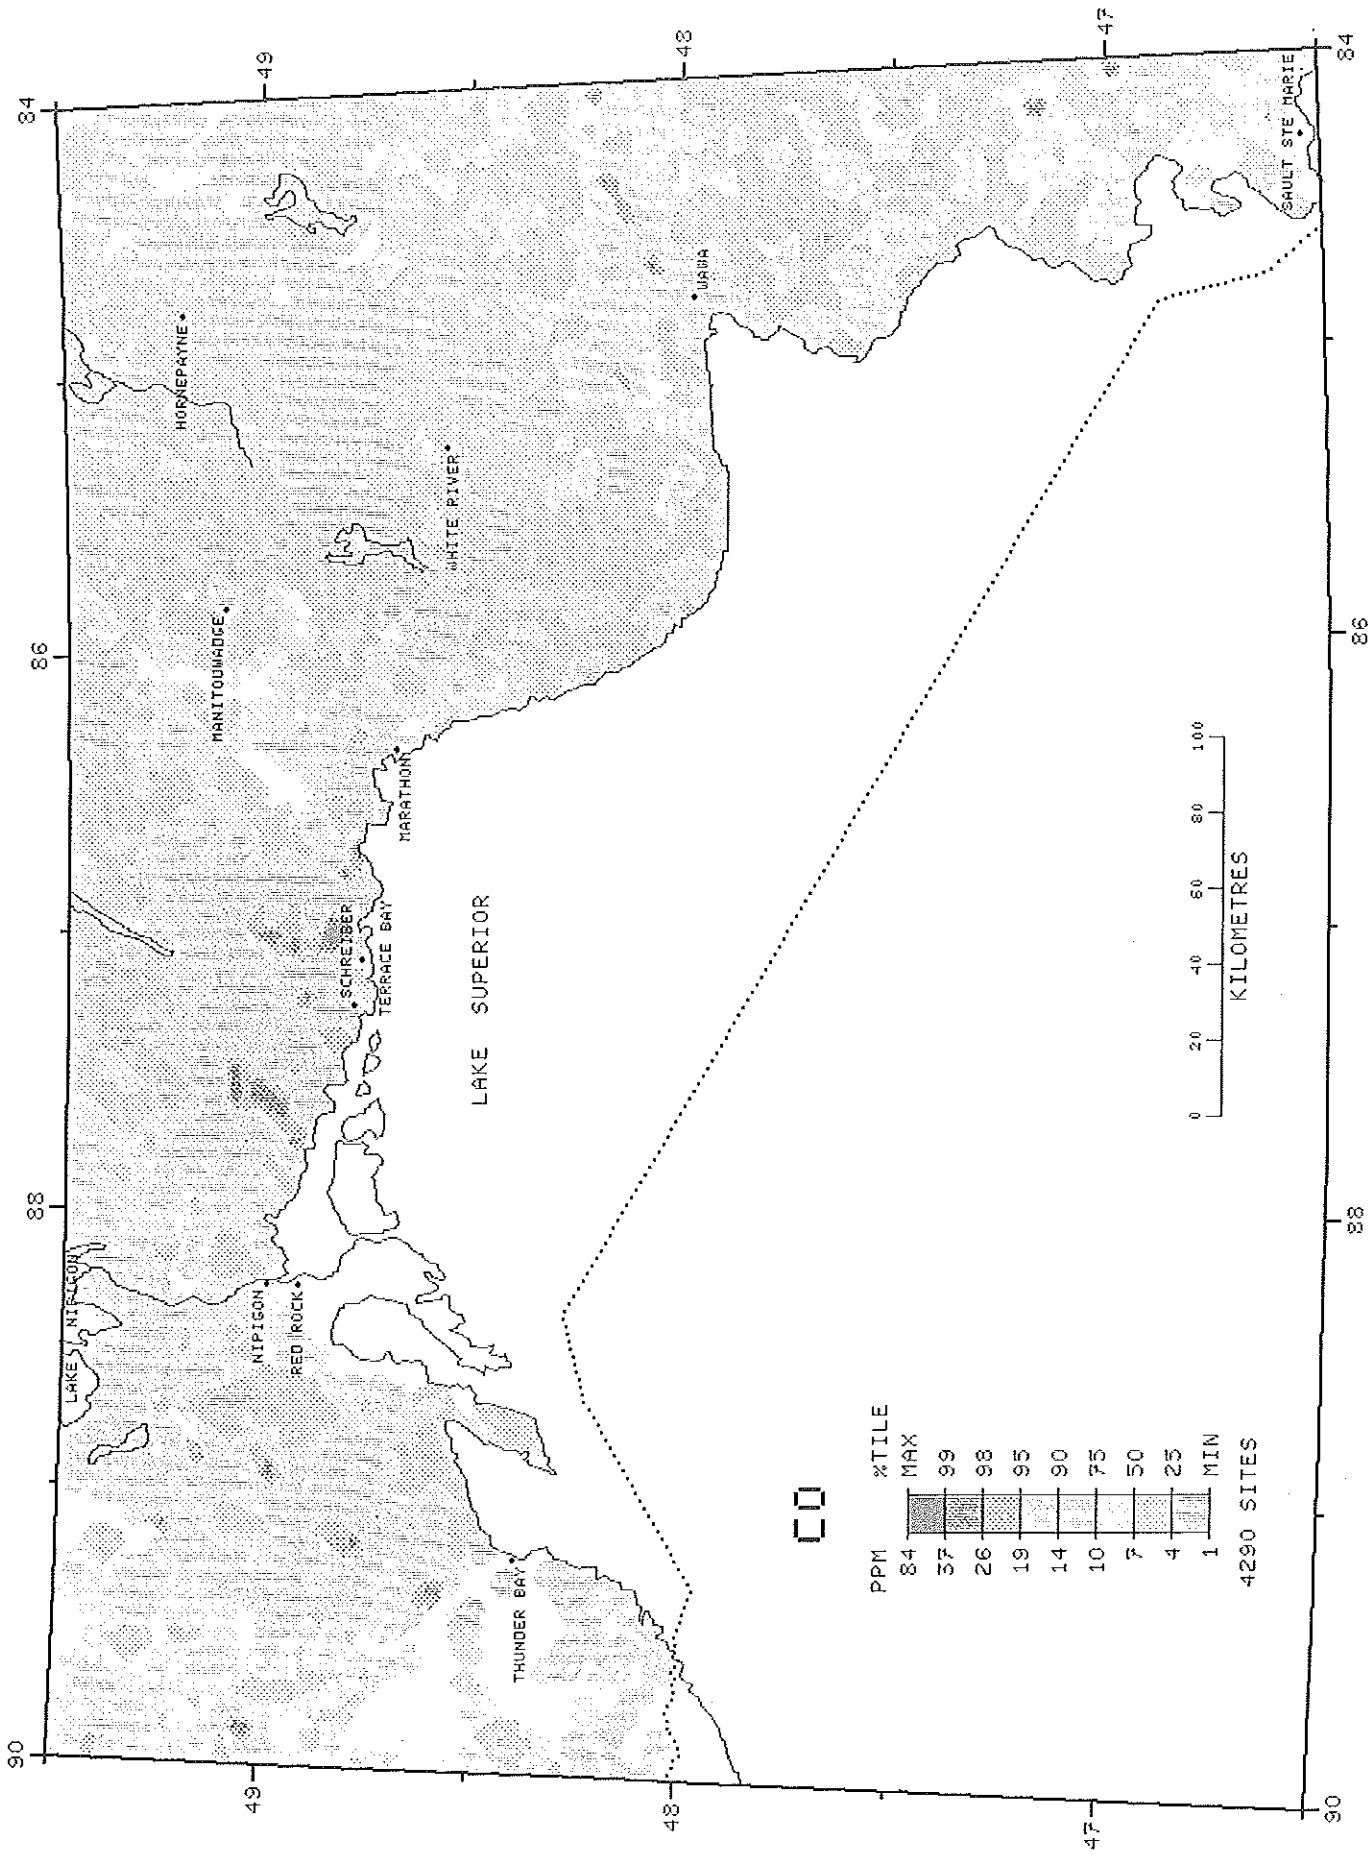 90
88
86
84
49
48
47
49
48
47
90
88
86
84
LAKE NIPIGON
HORNEPAYNE
MANITOUWADGE
NIPIGON
RED ROCK
SCHREIBER
TERRACE BAY
MARATHON
WHITE RIVER
WAWA
THUNDER BAY
SAULT STE MARIE
LAKE SUPERIOR
CO
PPM %TILE
84 MAX
37 99
26 98
19 95
14 90
10 75
7 50
4 25
1 MIN
4290 SITES
0 20 40 60 80 100
KILOMETRES